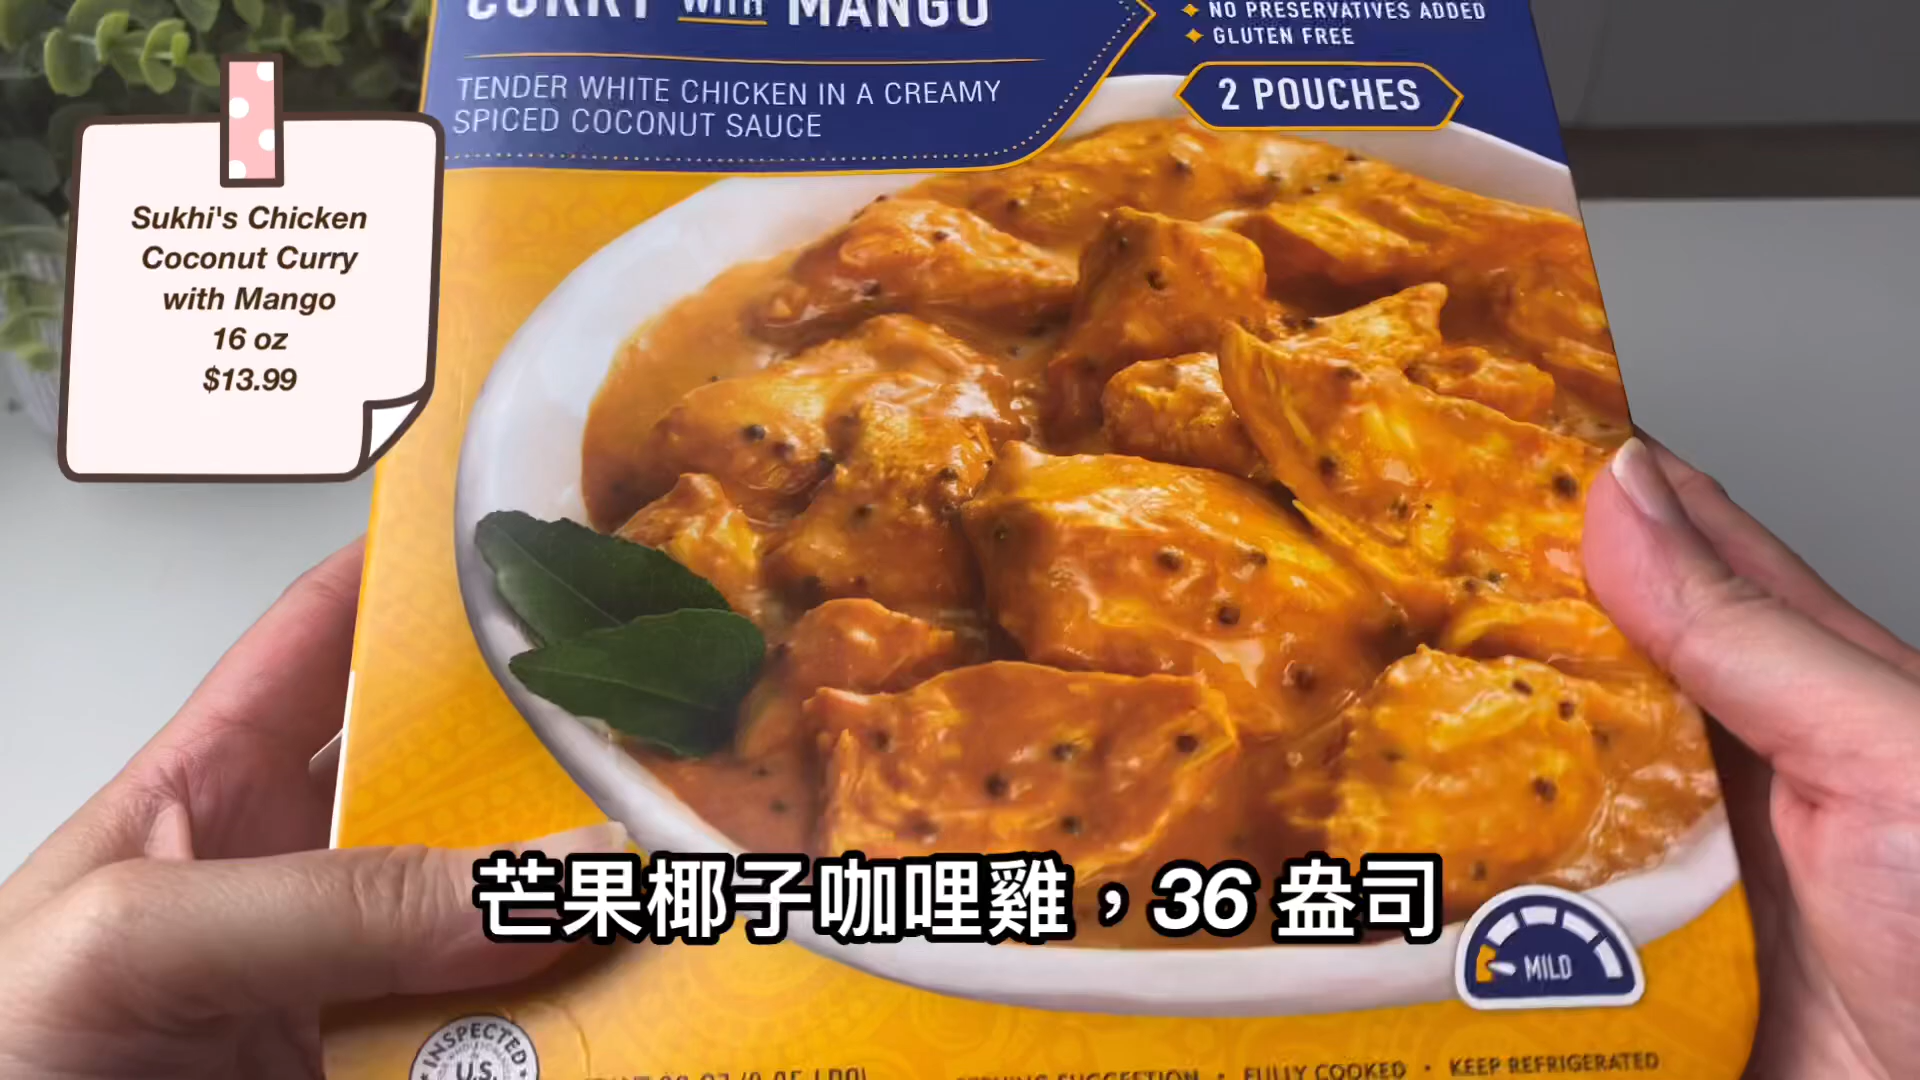 CURRY WITH MANGO
NO PRESERVATIVES ADDED
GLUTEN FREE
TENDER WHITE CHICKEN IN A CREAMY
SPICED COCONUT SAUCE
2 POUCHES
Sukhi's Chicken
Coconut Curry
with Mango
16 oz
$13.99
芒果椰子咖哩雞，36 盎司
MILD
INSPECTED
U.S.
SERVING SUGGESTION • FULLY COOKED • KEEP REFRIGERATED